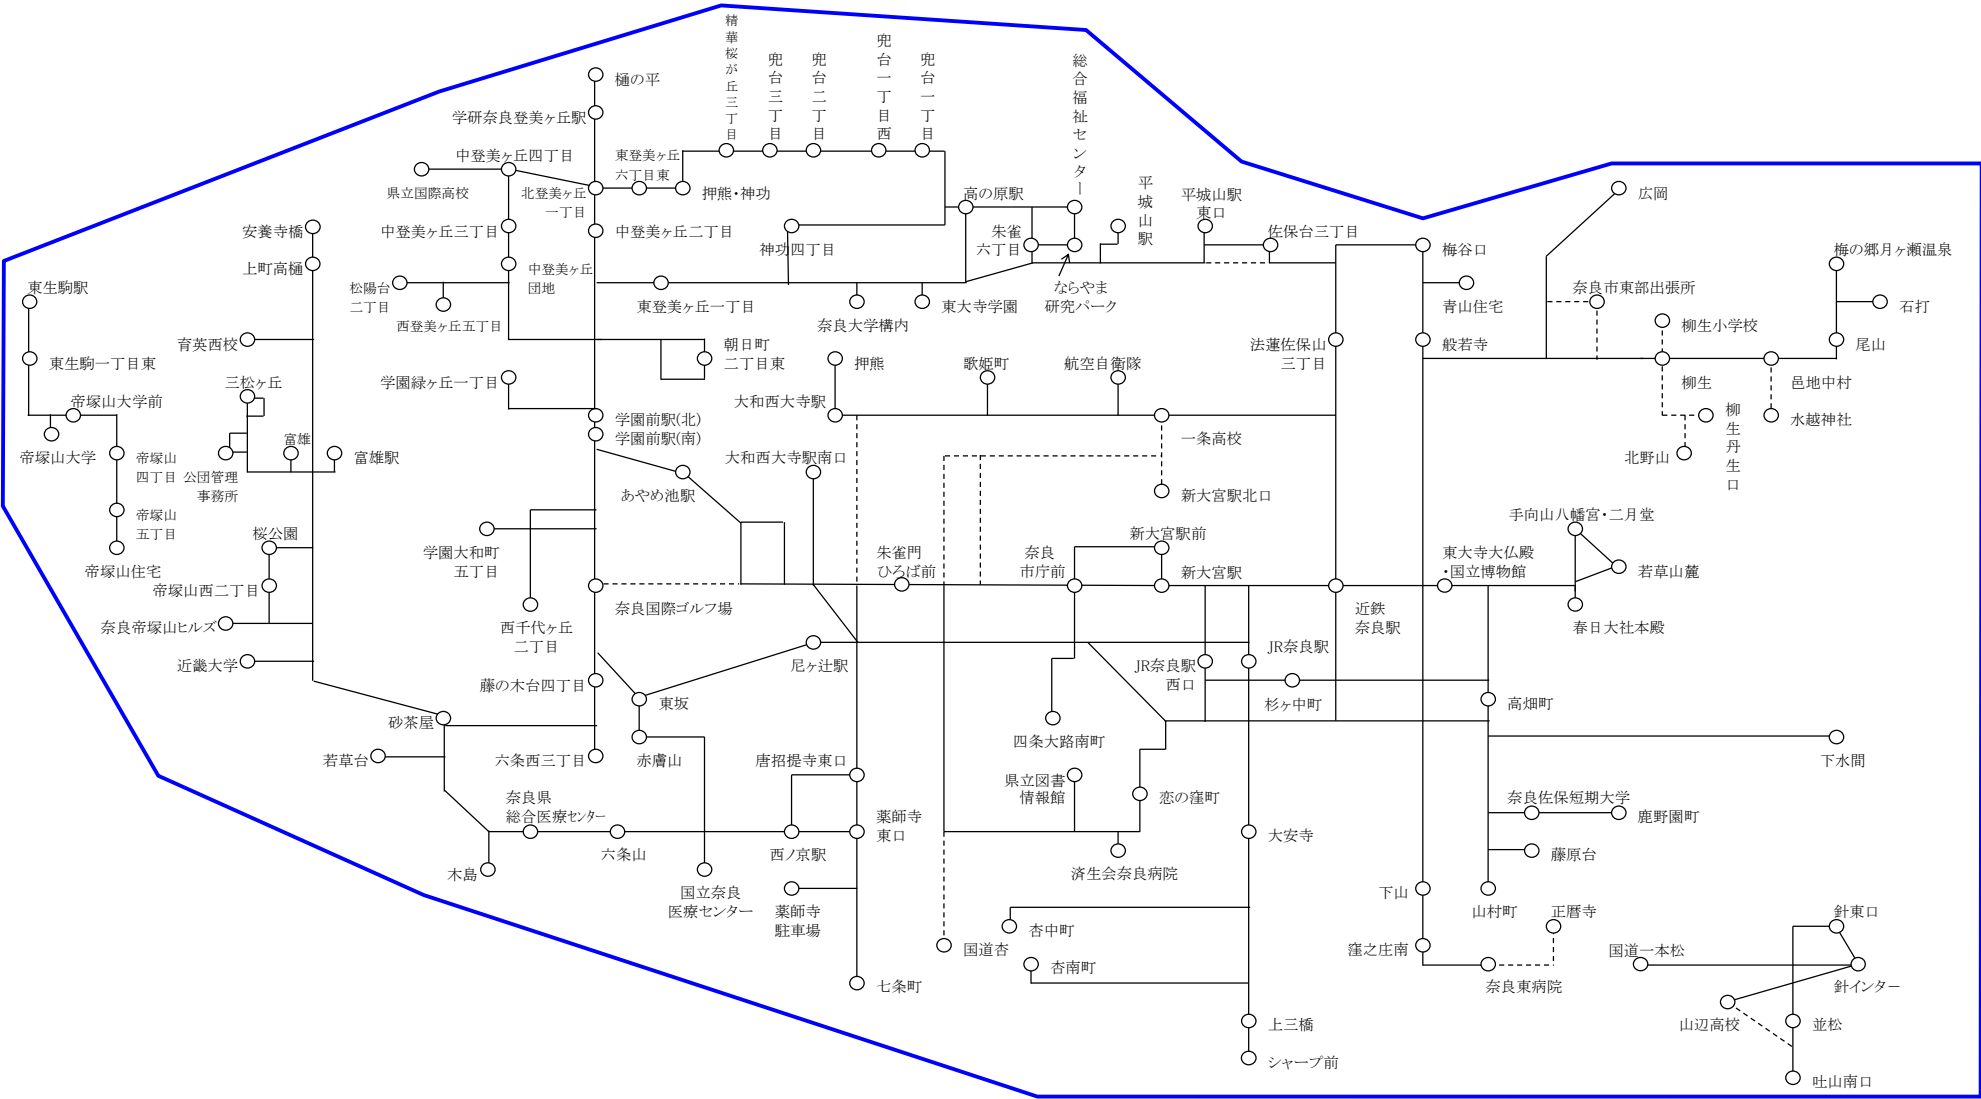 精華桜が丘三丁目
兜台三丁目
兜台二丁目
兜台一丁目西
兜台一丁目
総合福祉センター
樋の平
学研奈良登美ヶ丘駅
中登美ヶ丘四丁目
東登美ヶ丘
六丁目東
県立国際高校
北登美ヶ丘
一丁目
押熊・神功
高の原駅
平城山駅
平城山駅
東口
広岡
安養寺橋
中登美ヶ丘三丁目
中登美ヶ丘二丁目
神功四丁目
朱雀
六丁目
佐保台三丁目
梅谷口
梅の郷月ヶ瀬温泉
上町高樋
中登美ヶ丘
団地
東生駒駅
松陽台
二丁目
西登美ヶ丘五丁目
東登美ヶ丘一丁目
奈良大学構内
東大寺学園
ならやま
研究パーク
青山住宅
奈良市東部出張所
石打
柳生小学校
育英西校
朝日町
二丁目東
法蓮佐保山
三丁目
般若寺
尾山
東生駒一丁目東
押熊
歌姫町
航空自衛隊
三松ヶ丘
学園緑ヶ丘一丁目
柳生
邑地中村
帝塚山大学前
大和西大寺駅
学園前駅(北)
学園前駅(南)
一条高校
柳生丹生口
水越神社
帝塚山大学
帝塚山
四丁目
公団管理
事務所
富雄
富雄駅
大和西大寺駅南口
北野山
あやめ池駅
新大宮駅北口
帝塚山
五丁目
手向山八幡宮・二月堂
桜公園
学園大和町
五丁目
新大宮駅前
朱雀門
ひろば前
奈良
市庁前
新大宮駅
東大寺大仏殿
・国立博物館
若草山麓
帝塚山住宅
帝塚山西二丁目
奈良国際ゴルフ場
近鉄
奈良駅
春日大社本殿
奈良帝塚山ヒルズ
西千代ヶ丘
二丁目
近畿大学
尼ヶ辻駅
JR奈良駅
西口
JR奈良駅
藤の木台四丁目
東坂
杉ヶ中町
高畑町
砂茶屋
四条大路南町
若草台
六条西三丁目
赤膚山
唐招提寺東口
下水間
県立図書
情報館
恋の窪町
奈良県
総合医療センター
奈良佐保短期大学
鹿野園町
薬師寺
東口
大安寺
六条山
西ノ京駅
藤原台
木島
済生会奈良病院
国立奈良
医療センター
薬師寺
駐車場
下山
山村町
正暦寺
針東口
杏中町
国道杏
窪之庄南
国道一本松
杏南町
七条町
奈良東病院
針インター
上三橋
山辺高校
並松
シャープ前
吐山南口